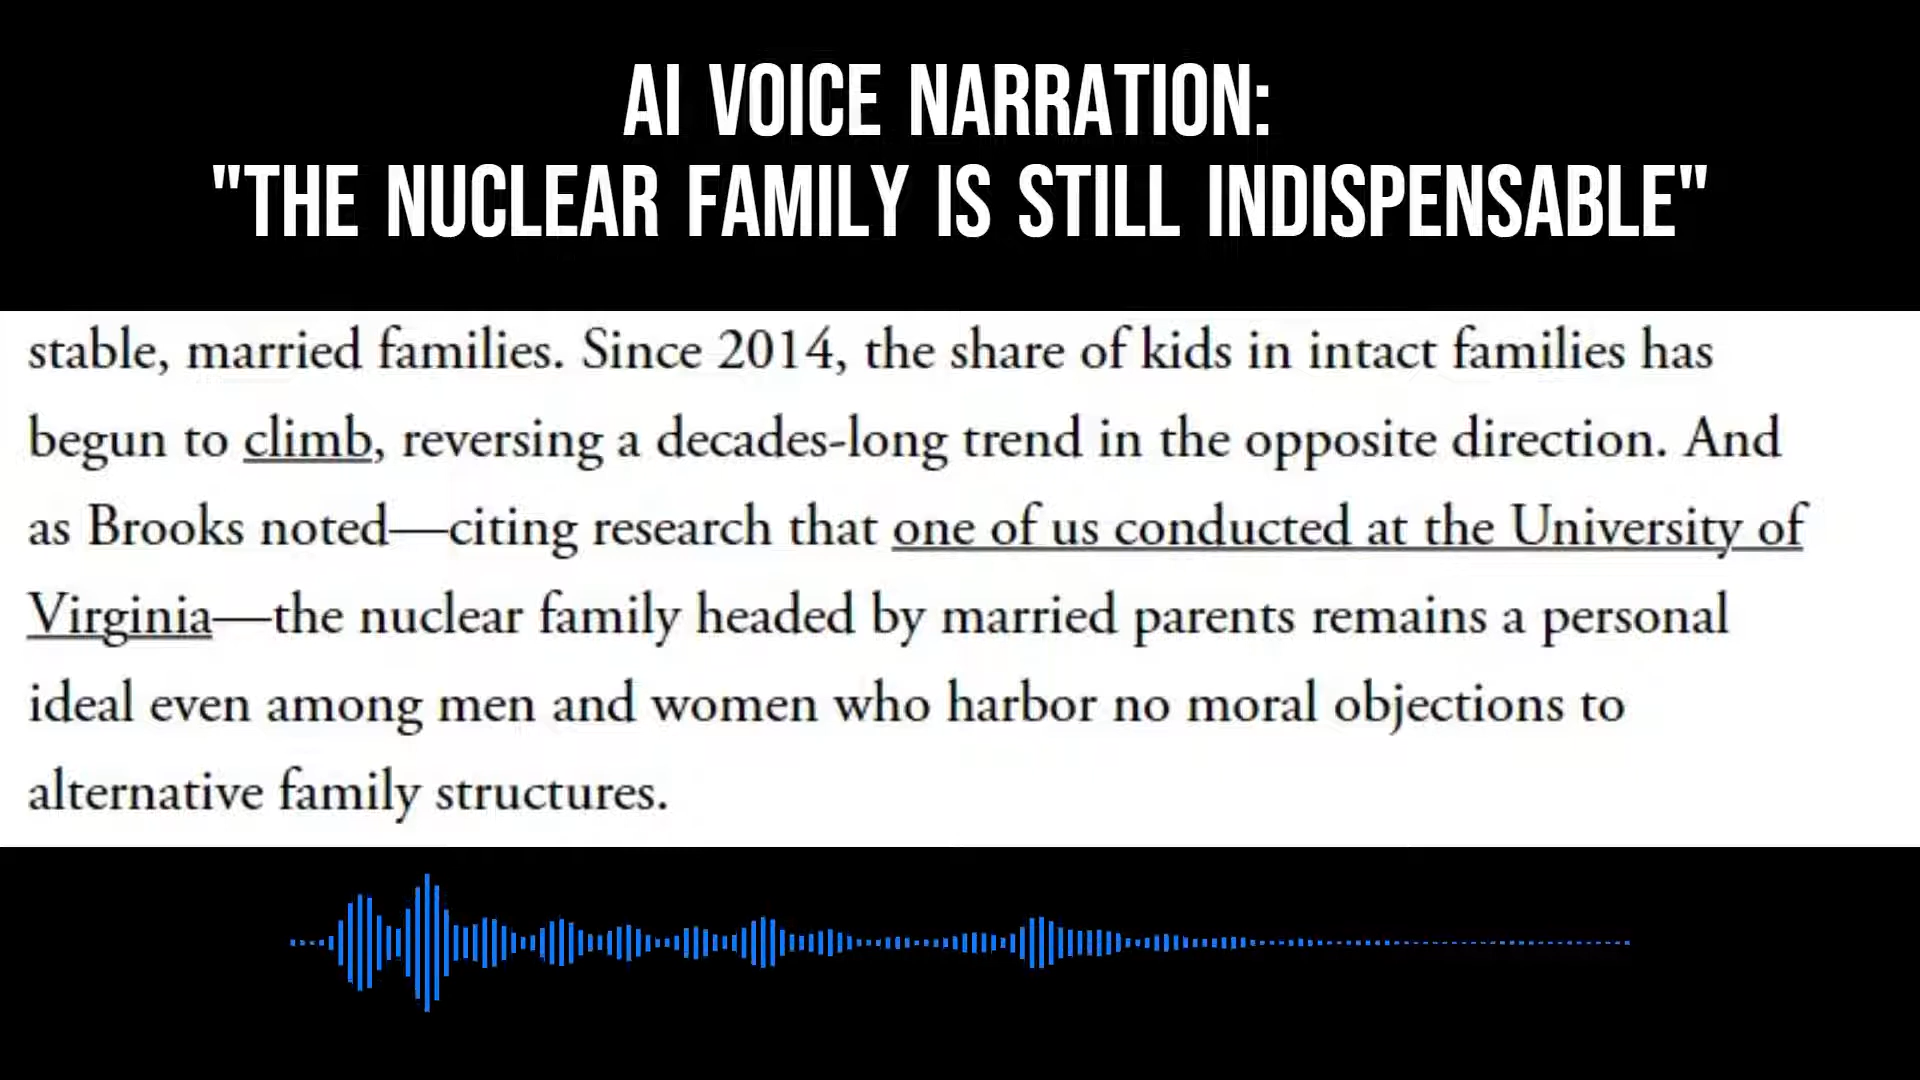 AI VOICE NARRATION:
"THE NUCLEAR FAMILY IS STILL INDISPENSABLE"
stable, married families. Since 2014, the share of kids in intact families has
begun to climb, reversing a decades-long trend in the opposite direction. And
as Brooks noted—citing research that one of us conducted at the University of
Virginia—the nuclear family headed by married parents remains a personal
ideal even among men and women who harbor no moral objections to
alternative family structures.